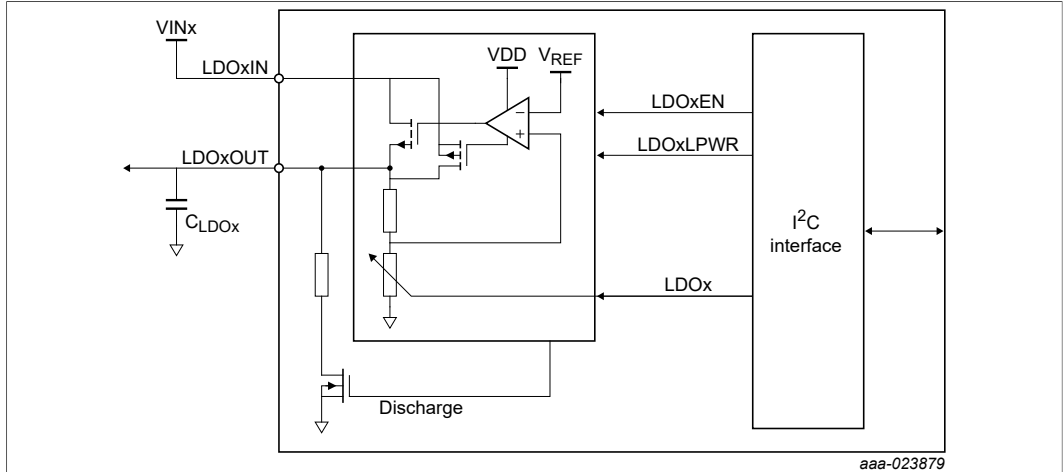 VINx
LDOxIN
VDD
VREF
−
+
LDOxEN
LDOxLPWR
LDOxOUT
CLDOx
I2C
interface
LDOx
Discharge
aaa-023879